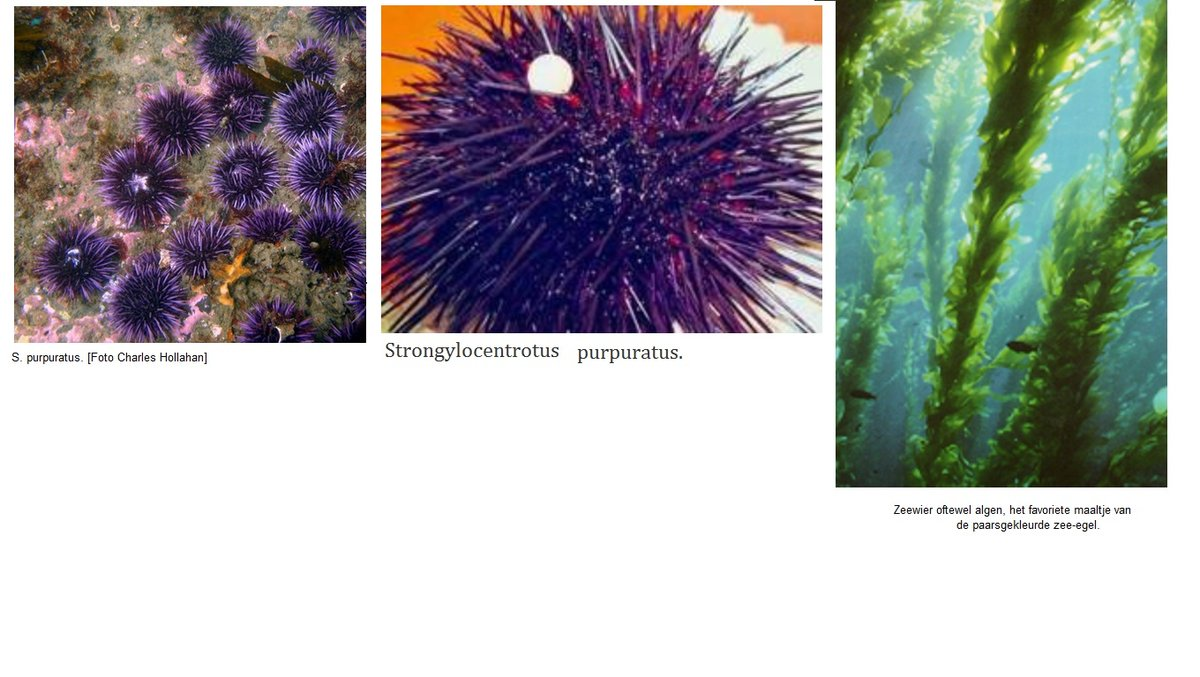 S. purpuratus. [Foto Charles Hollahan]
Strongylocentrotus purpuratus.
Zeewier oftewel algen, het favoriete maaltje van
de paarsgekleurde zee-egel.